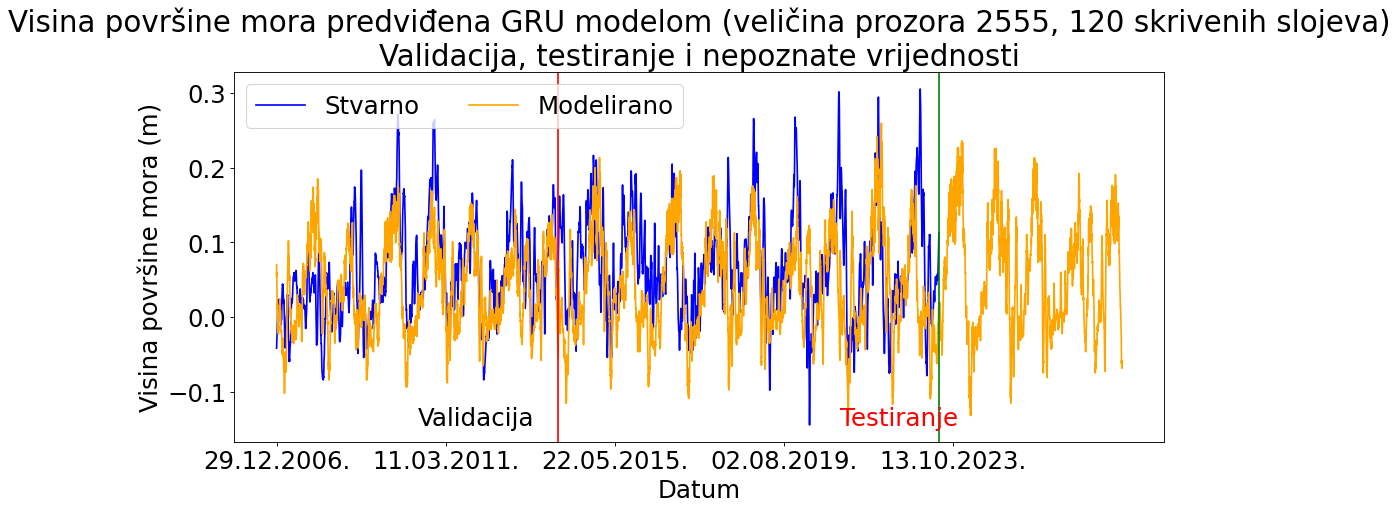 Visina površine mora predviđena GRU modelom (veličina prozora 2555, 120 skrivenih slojeva)
Validacija, testiranje i nepoznate vrijednosti
Stvarno
Modelirano
Visina površine mora (m)
0.3
0.2
0.1
0.0
−0.1
Validacija
Testiranje
29.12.2006.
11.03.2011.
22.05.2015.
02.08.2019.
13.10.2023.
Datum